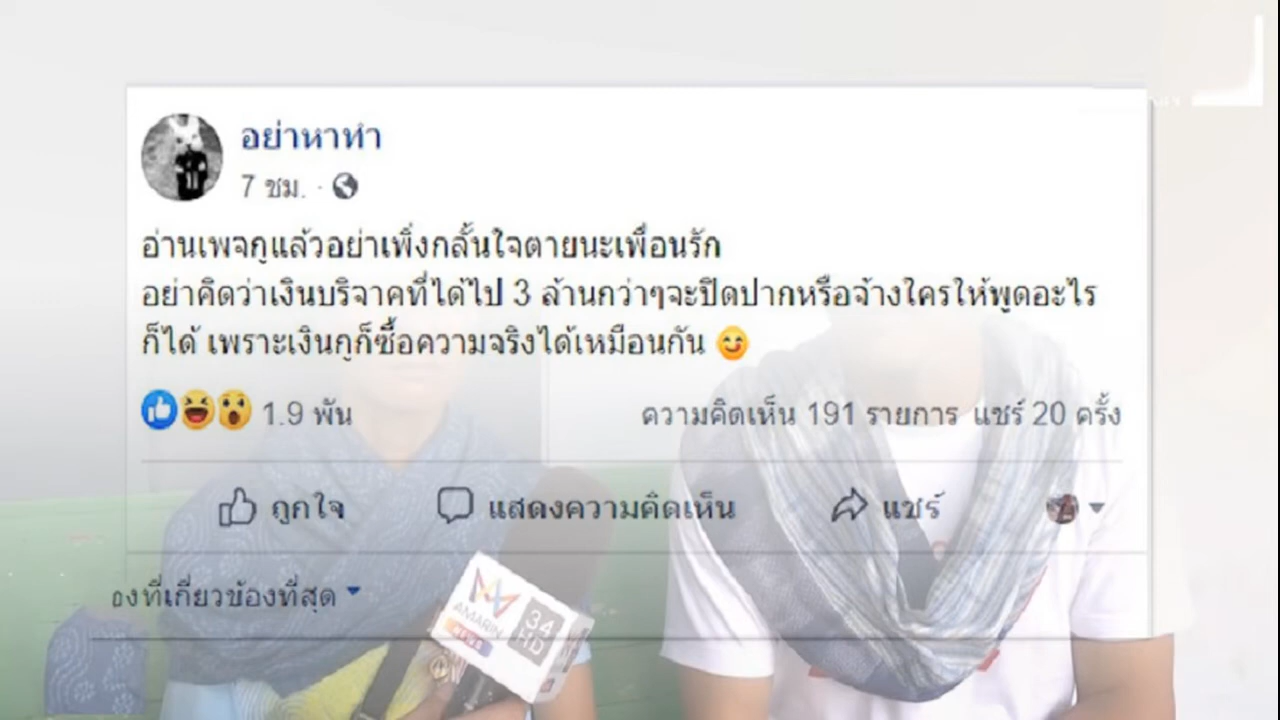 อย่าหาทำ
7 ชม. ·
อ่านเพจกูแล้วอย่าเพิ่งกลั้นใจตายนะเพื่อนรัก
อย่าคิดว่าเงินบริจาคที่ได้ไป 3 ล้านกว่าๆจะปิดปากหรือจ้างใครให้พูดอะไร
ก็ได้ เพราะเงินกูก็ซื้อความจริงได้เหมือนกัน 😊
1.9 พัน ความคิดเห็น 191 รายการ แชร์ 20 ครั้ง
ถูกใจ แสดงความคิดเห็น แชร์
องที่เกี่ยวข้องที่สุด
AMARIN
34
HD